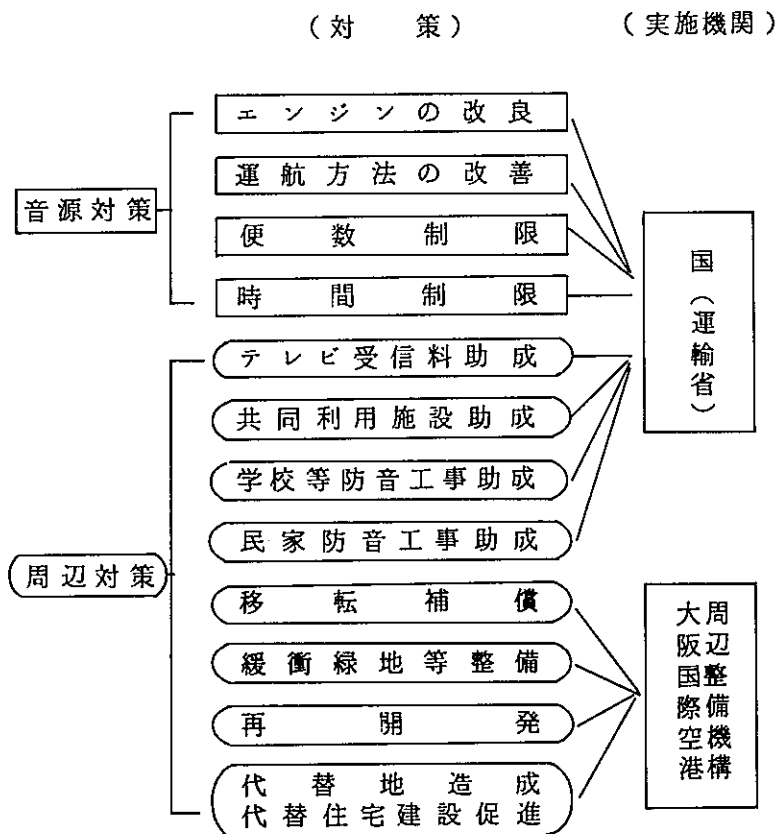 （対　策）　（実施機関）
音源対策
エンジンの改良
運航方法の改善
便数制限
時間制限
国（運輸省）
周辺対策
テレビ受信料助成
共同利用施設助成
学校等防音工事助成
民家防音工事助成
移転補償
緩衝緑地等整備
再開発
代替地造成
代替住宅建設促進
大阪国際空港
周辺整備機構